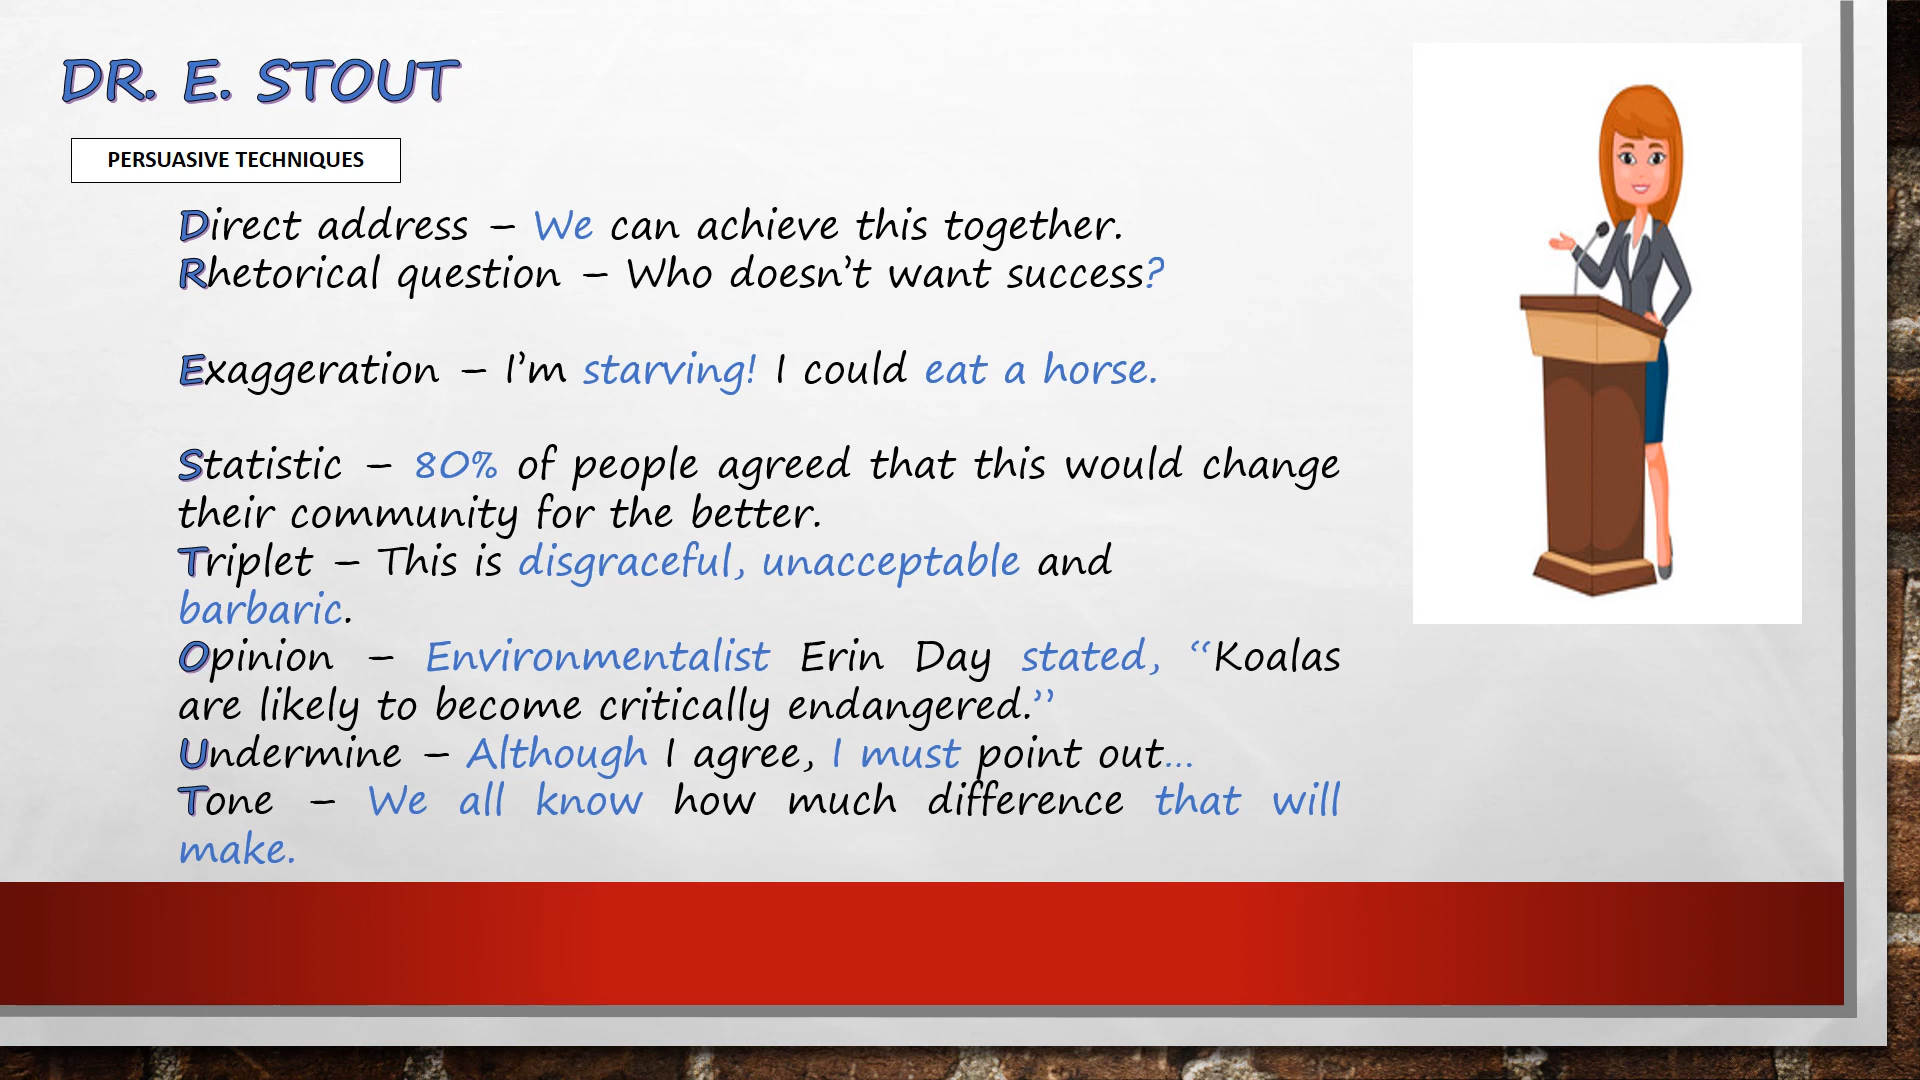 DR. E. STOUT
PERSUASIVE TECHNIQUES
Direct address – We can achieve this together.
Rhetorical question – Who doesn’t want success?
Exaggeration – I’m starving! I could eat a horse.
Statistic – 80% of people agreed that this would change
their community for the better.
Triplet – This is disgraceful, unacceptable and
barbaric.
Opinion – Environmentalist Erin Day stated, “Koalas
are likely to become critically endangered.”
Undermine – Although I agree, I must point out…
Tone – We all know how much difference that will
make.